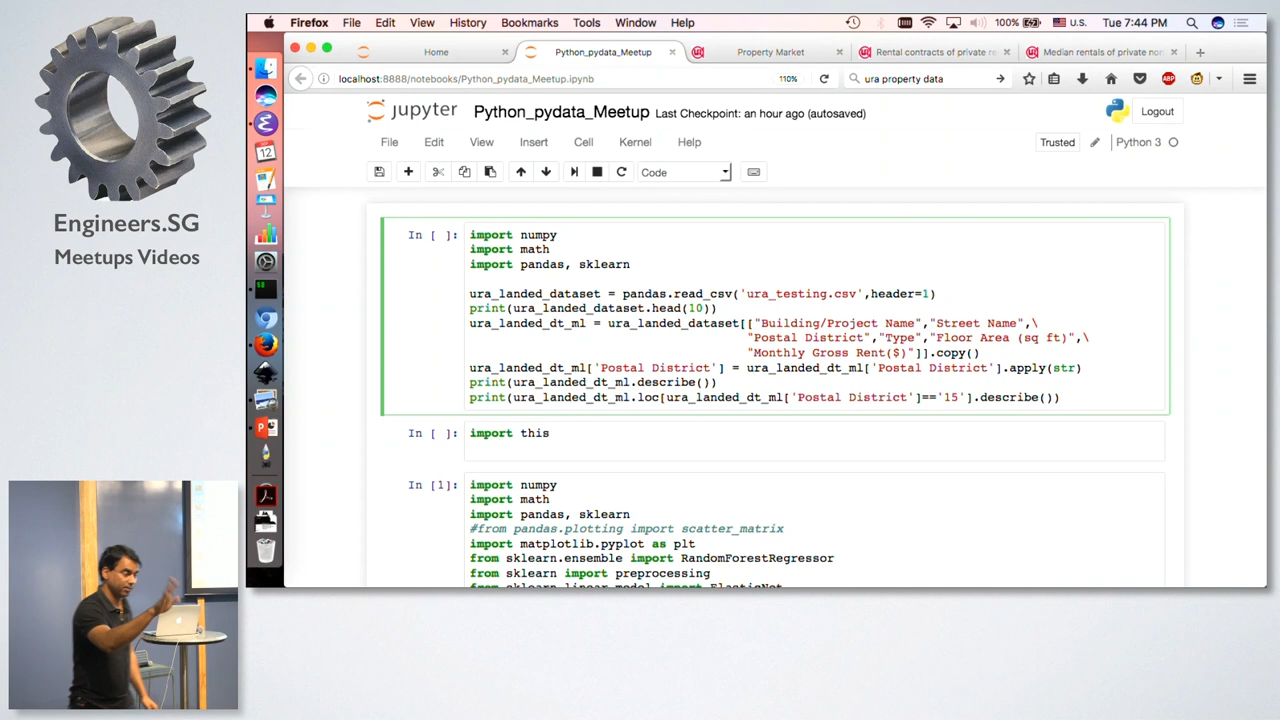 Firefox File Edit View History Bookmarks Tools Window Help 100% U.S. Tue 7:44 PM
Home Python_pydata_Meetup Property Market Rental contracts of private re Median rentals of private non
localhost:8888/notebooks/Python_pydata_Meetup.ipynb 110% ura property data
ABP
jupyter Python_pydata_Meetup Last Checkpoint: an hour ago (autosaved) Logout
File Edit View Insert Cell Kernel Help Trusted Python 3
Code
12
In [ ]: import numpy
import math
import pandas, sklearn
ura_landed_dataset = pandas.read_csv('ura_testing.csv',header=1)
print(ura_landed_dataset.head(10))
ura_landed_dt_ml = ura_landed_dataset[["Building/Project Name","Street Name",\
"Postal District","Type","Floor Area (sq ft)",\
"Monthly Gross Rent($)"]].copy()
ura_landed_dt_ml['Postal District'] = ura_landed_dt_ml['Postal District'].apply(str)
print(ura_landed_dt_ml.describe())
print(ura_landed_dt_ml.loc[ura_landed_dt_ml['Postal District']=='15'].describe())
In [ ]: import this
In [1]: import numpy
import math
import pandas, sklearn
#from pandas.plotting import scatter_matrix
import matplotlib.pyplot as plt
from sklearn.ensemble import RandomForestRegressor
from sklearn import preprocessing
from sklearn.linear_model import ElasticNet
Engineers.SG
Meetups Videos